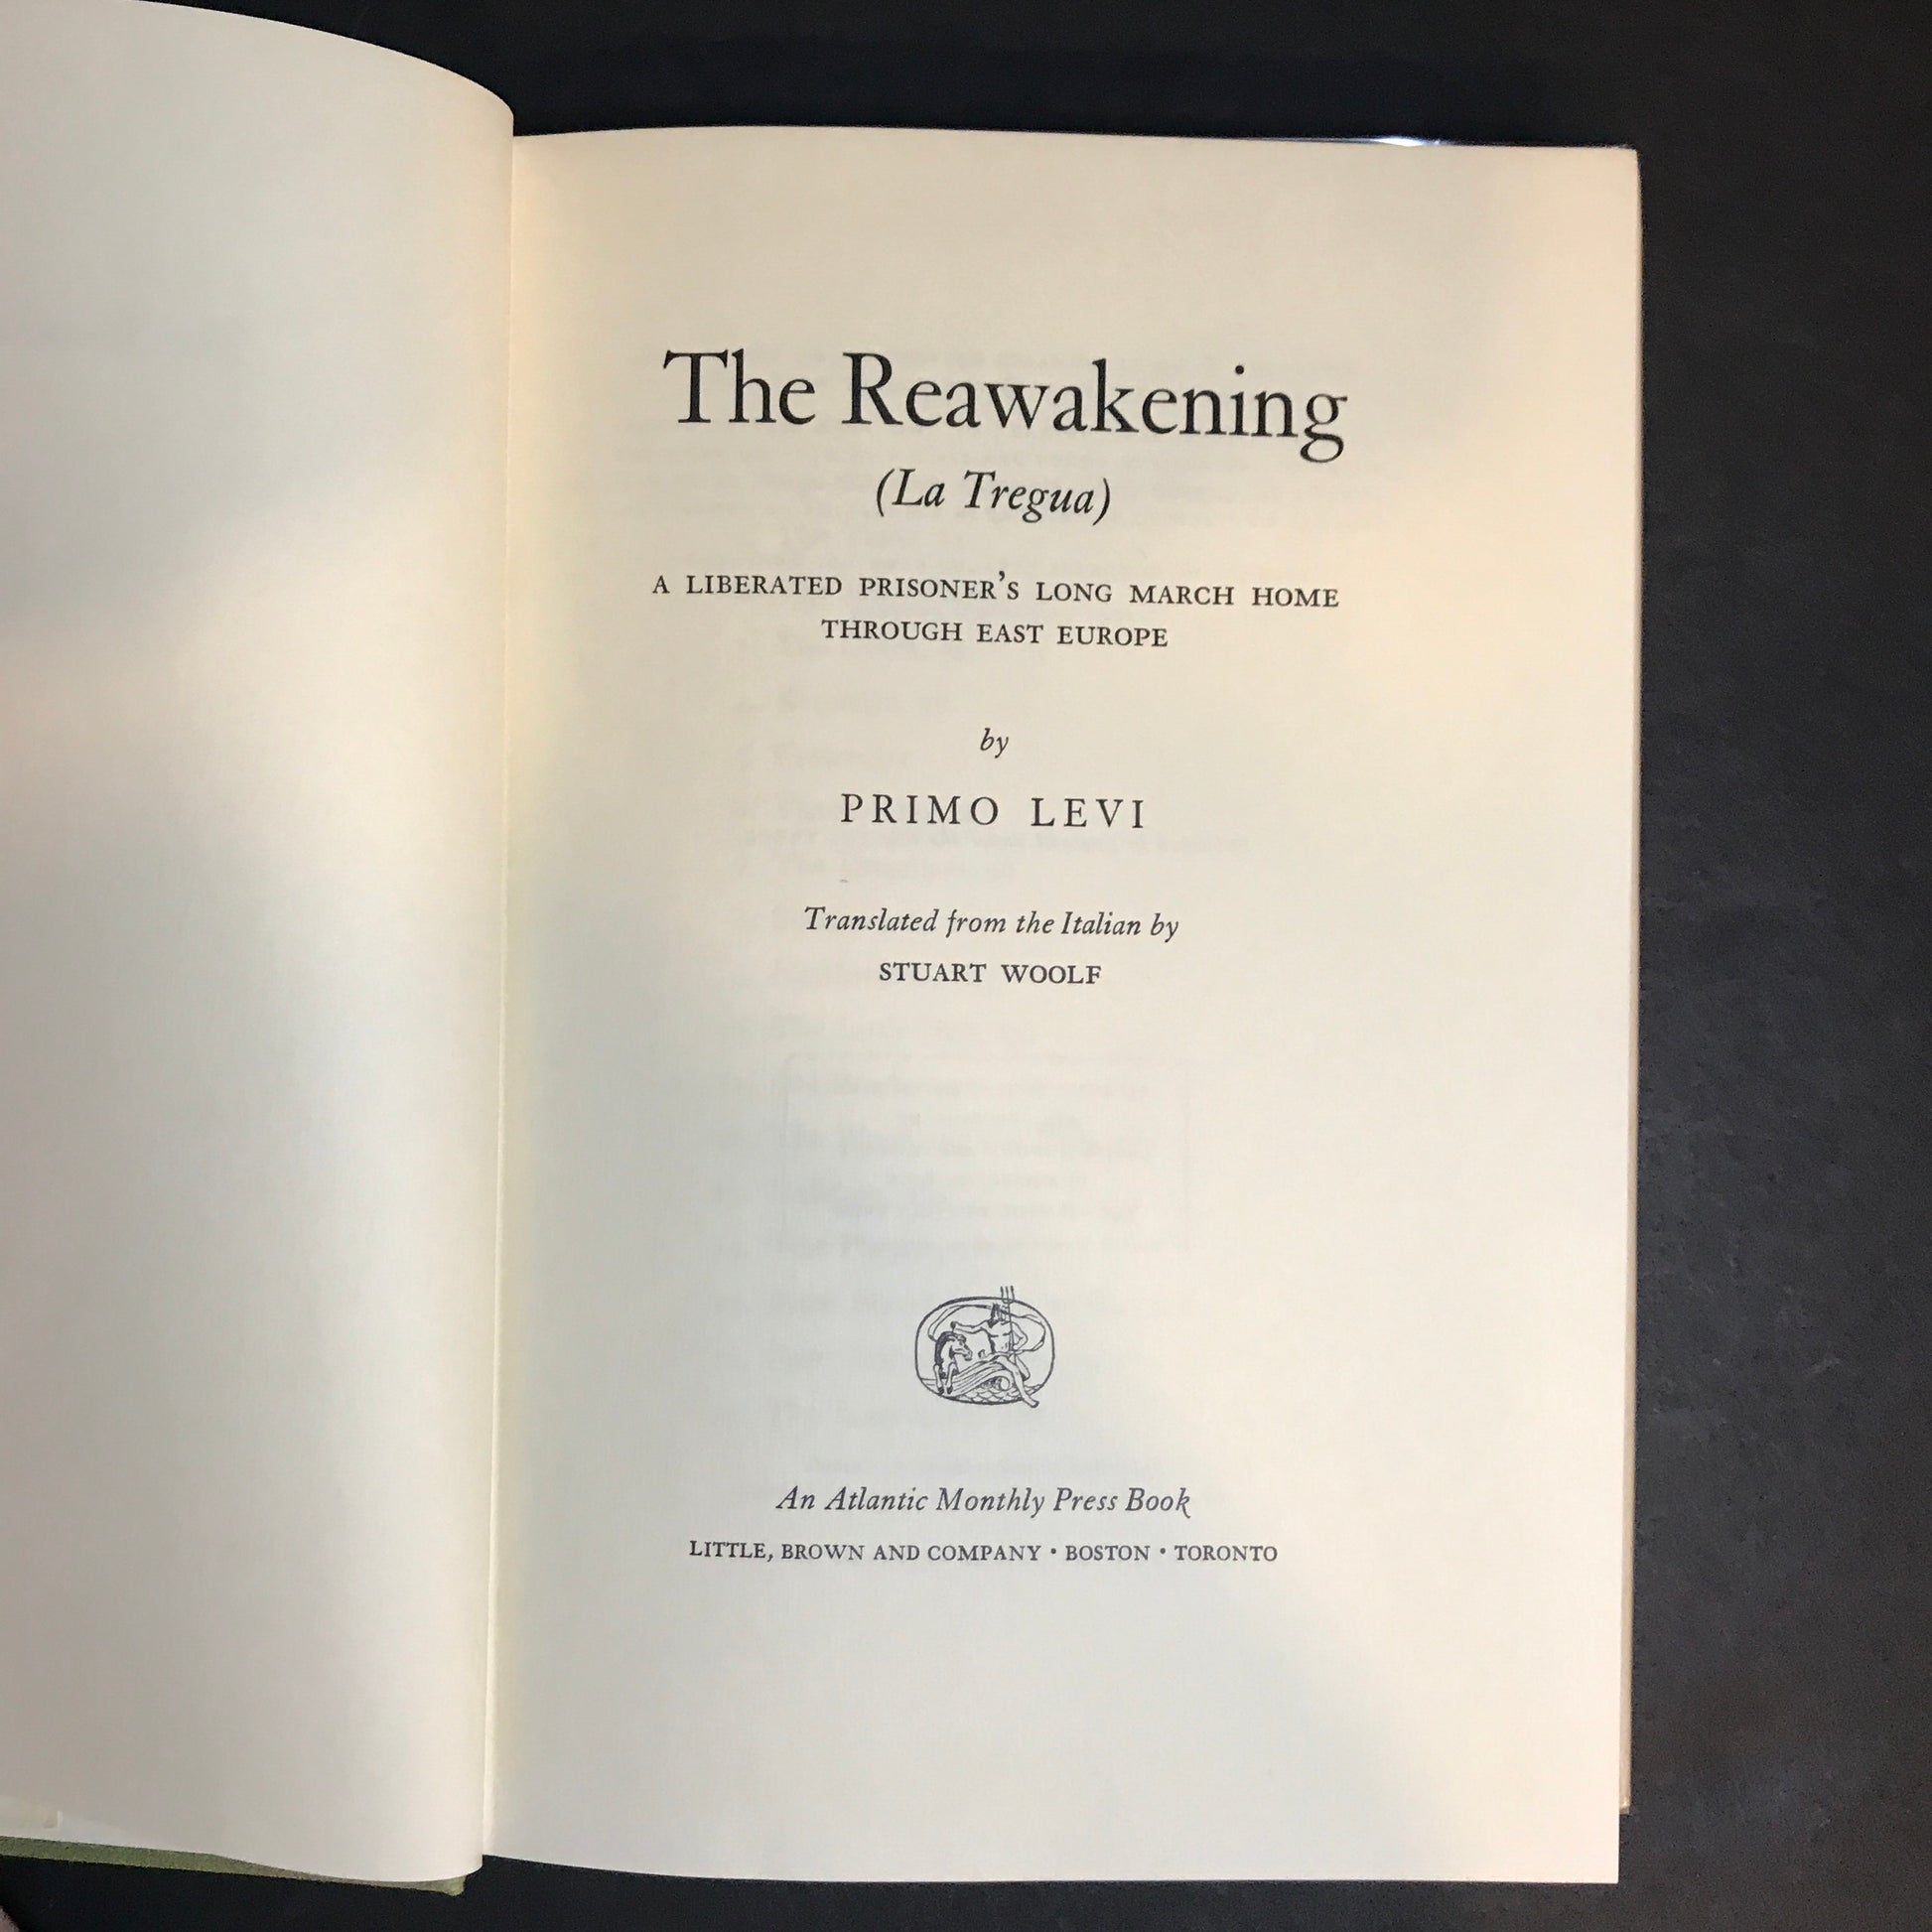 The Reawakening
(La Tregua)
A LIBERATED PRISONER'S LONG MARCH HOME
THROUGH EAST EUROPE
by
PRIMO LEVI
Translated from the Italian by
STUART WOOLF
An Atlantic Monthly Press Book
LITTLE, BROWN AND COMPANY • BOSTON • TORONTO